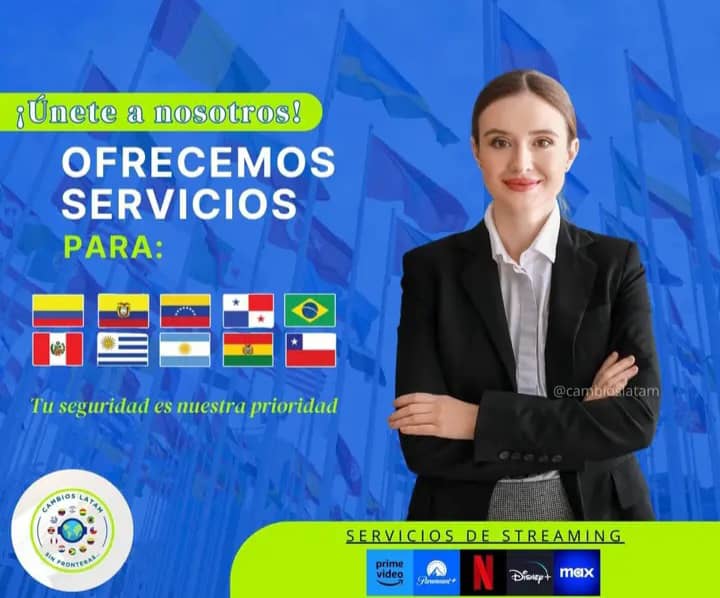 ¡Únete a nosotros!
OFRECEMOS
SERVICIOS
PARA:
Tu seguridad es nuestra prioridad
@cambioslatam
CAMBIOS LATAM
SIN FRONTERAS...
SERVICIOS DE STREAMING
prime
video
Paramount+
N
Disney+
max